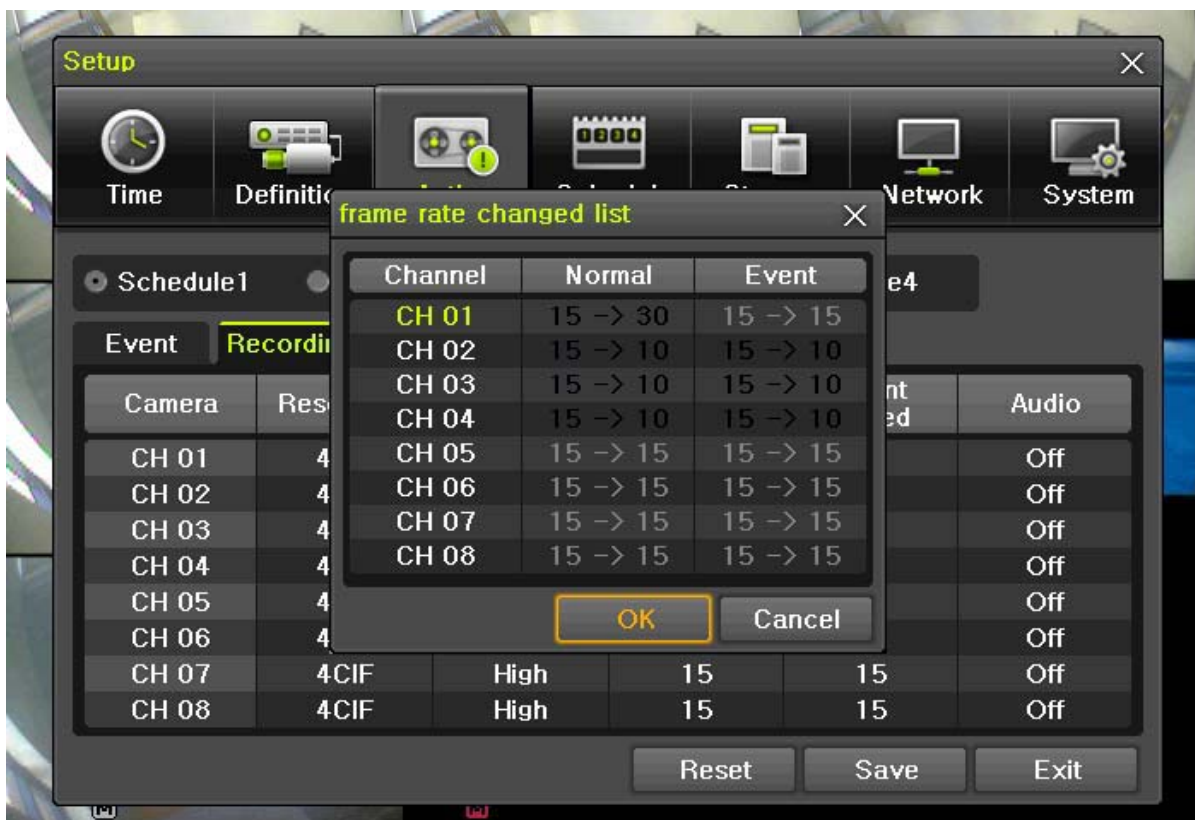 Setup
Time
Network System
frame rate changed list
Schedule1
Channel Normal Event
e4
Event
CH 01 15 -> 30 15 -> 15
CH 02 15 -> 10 15 -> 10
CH 03 15 -> 10 15 -> 10
CH 04 15 -> 10 15 -> 10
CH 05 15 -> 15 15 -> 15
CH 06 15 -> 15 15 -> 15
CH 07 15 -> 15 15 -> 15
CH 08 15 -> 15 15 -> 15
OK Cancel
Camera Audio
CH 01 4 Off
CH 02 4 Off
CH 03 4 Off
CH 04 4 Off
CH 05 4 Off
CH 06 4 Off
CH 07 4CIF High 15 15 Off
CH 08 4CIF High 15 15 Off
Reset Save Exit